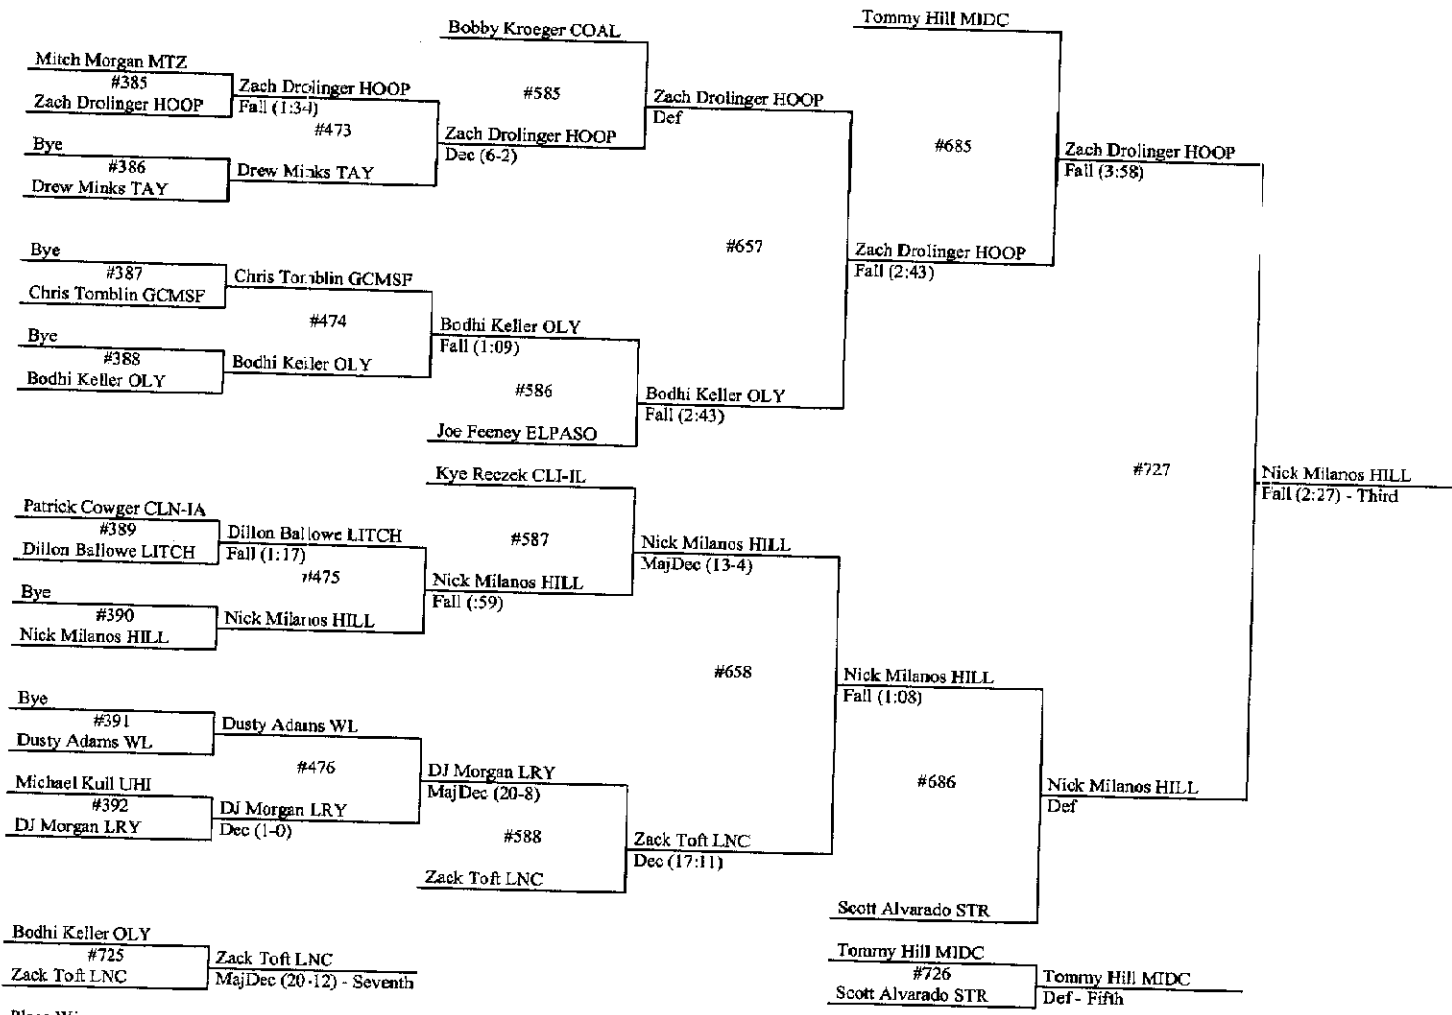 Tommy Hill MIDC
Bobby Kroeger COAL
Mitch Morgan MTZ
#385
Zach Drolinger HOOP
Zach Drolinger HOOP
Fall (1:34)
#473
#585
Zach Drolinger HOOP
Def
Zach Drolinger HOOP
Dec (6-2)
#685
Zach Drolinger HOOP
Fall (3:58)
Bye
#386
Drew Minks TAY
Drew Minks TAY
#657
Zach Drolinger HOOP
Fall (2:43)
Bye
#387
Chris Tomblin GCMSF
Chris Tomblin GCMSF
#474
Bodhi Keller OLY
Fall (1:09)
Bye
#388
Bodhi Keller OLY
Bodhi Keller OLY
#586
Bodhi Keller OLY
Fall (2:43)
Joe Feeney ELPASO
#727
Nick Milanos HILL
Fall (2:27) - Third
Kye Reczek CLI-IL
Patrick Cowger CLN-IA
#389
Dillon Ballowe LITCH
Dillon Ballowe LITCH
Fall (1:17)
#587
Nick Milanos HILL
MajDec (13-4)
#475
Nick Milanos HILL
Fall (:59)
Bye
#390
Nick Milanos HILL
Nick Milanos HILL
#658
Nick Milanos HILL
Fall (1:08)
Bye
#391
Dusty Adams WL
Dusty Adams WL
#476
DJ Morgan LRY
MajDec (20-8)
Michael Kull UHI
#392
DJ Morgan LRY
DJ Morgan LRY
Dec (1-0)
#686
Nick Milanos HILL
Def
#588
Zack Toft LNC
Dec (17:11)
Zack Toft LNC
Scott Alvarado STR
Bodhi Keller OLY
#725
Zack Toft LNC
Zack Toft LNC
MajDec (20-12) - Seventh
Tommy Hill MIDC
#726
Scott Alvarado STR
Tommy Hill MIDC
Def - Fifth